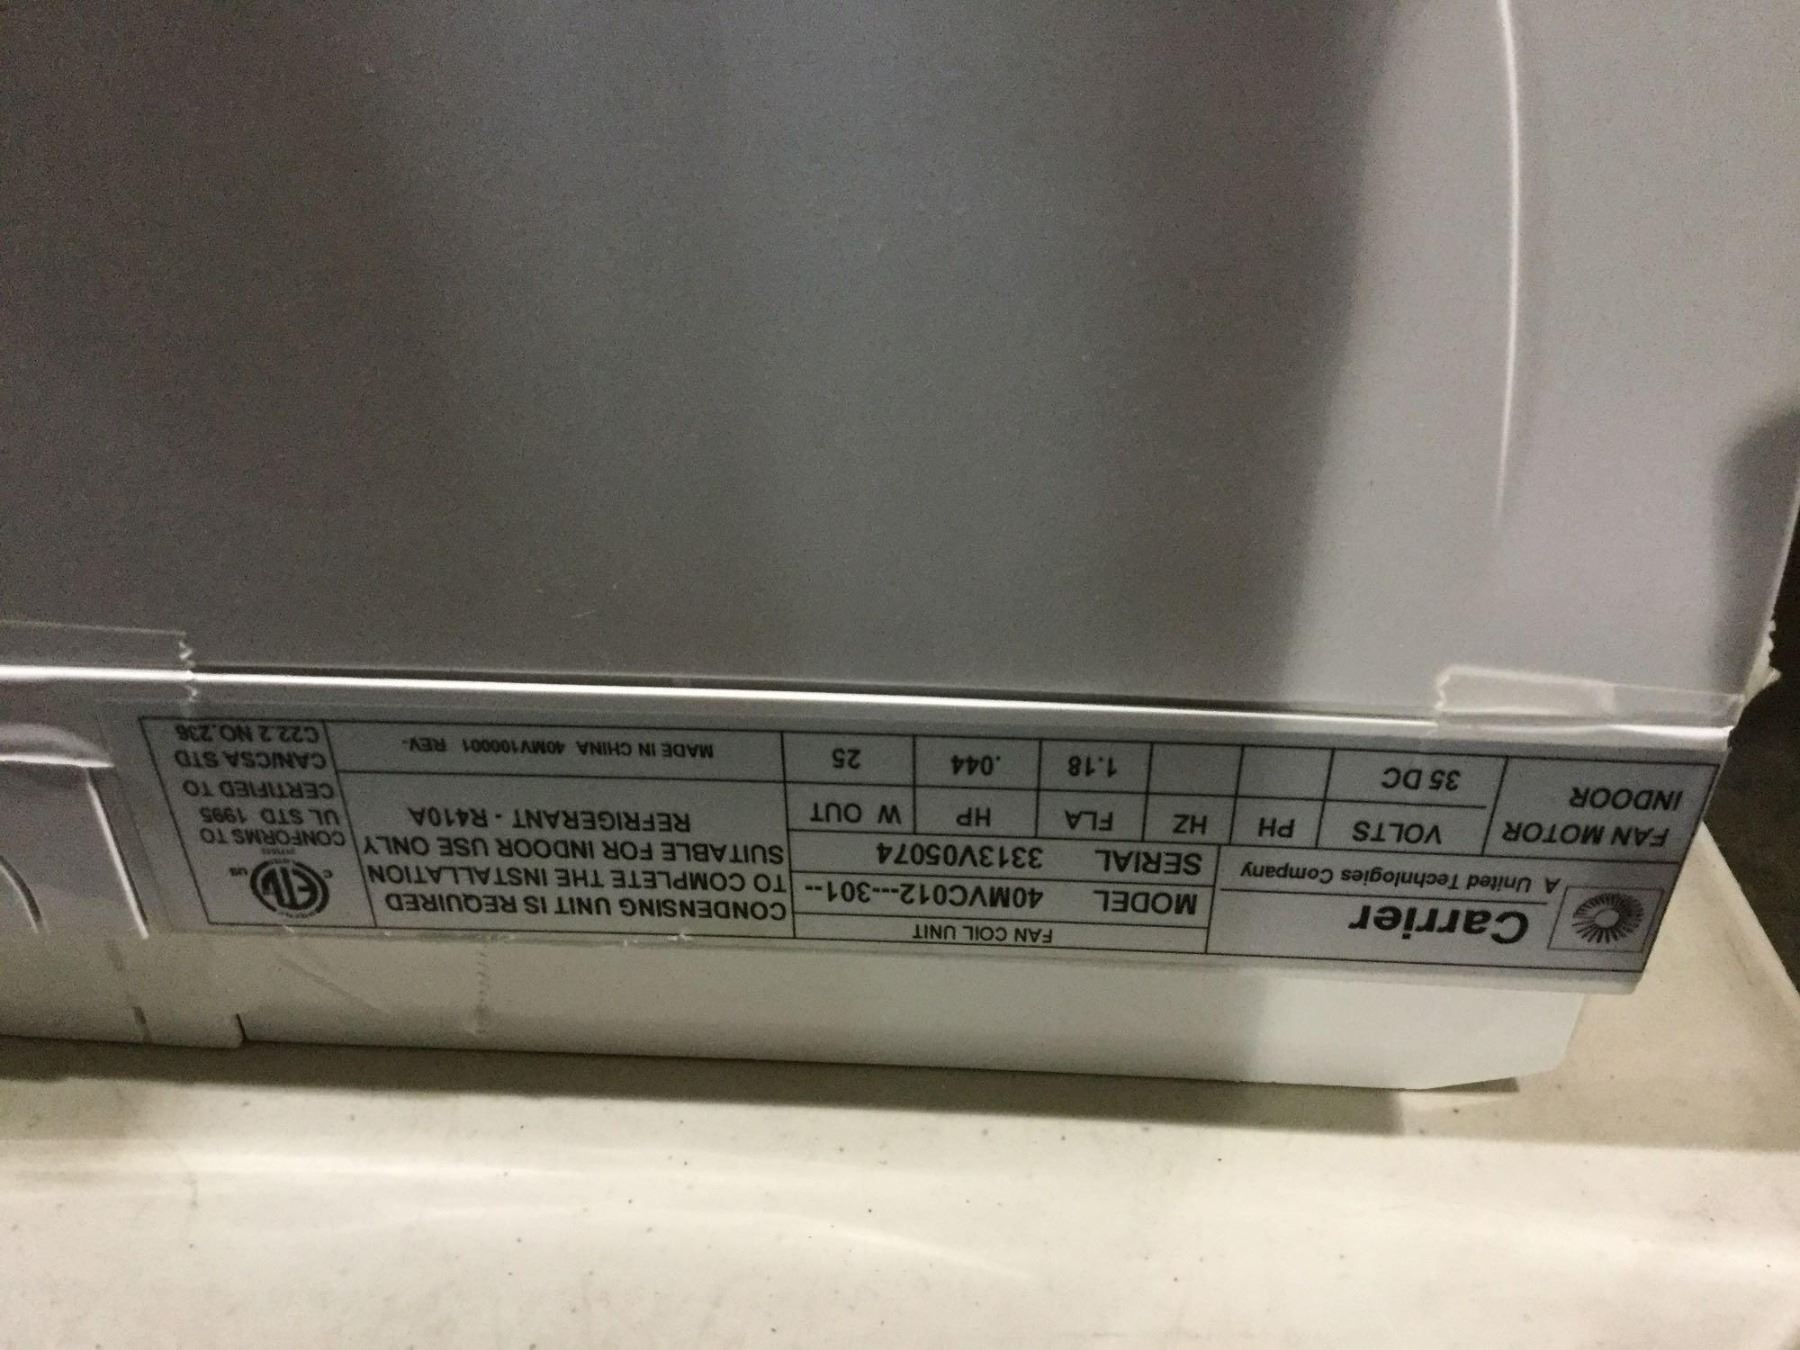 Carrier
A United Technologies Company
FAN COIL UNIT
MODEL 40MVC012---301--
SERIAL 3313V05074
FAN MOTOR VOLTS PH HZ FLA HP W OUT
INDOOR 35 DC 1.18 .044 25
CONDENSING UNIT IS REQUIRED
TO COMPLETE THE INSTALLATION
SUITABLE FOR INDOOR USE ONLY
REFRIGERANT - R410A
MADE IN CHINA 40MV100001 REV-
C ETL US
CONFORMS TO
UL STD 1995
CERTIFIED TO
CAN/CSA STD
C22.2 NO.236